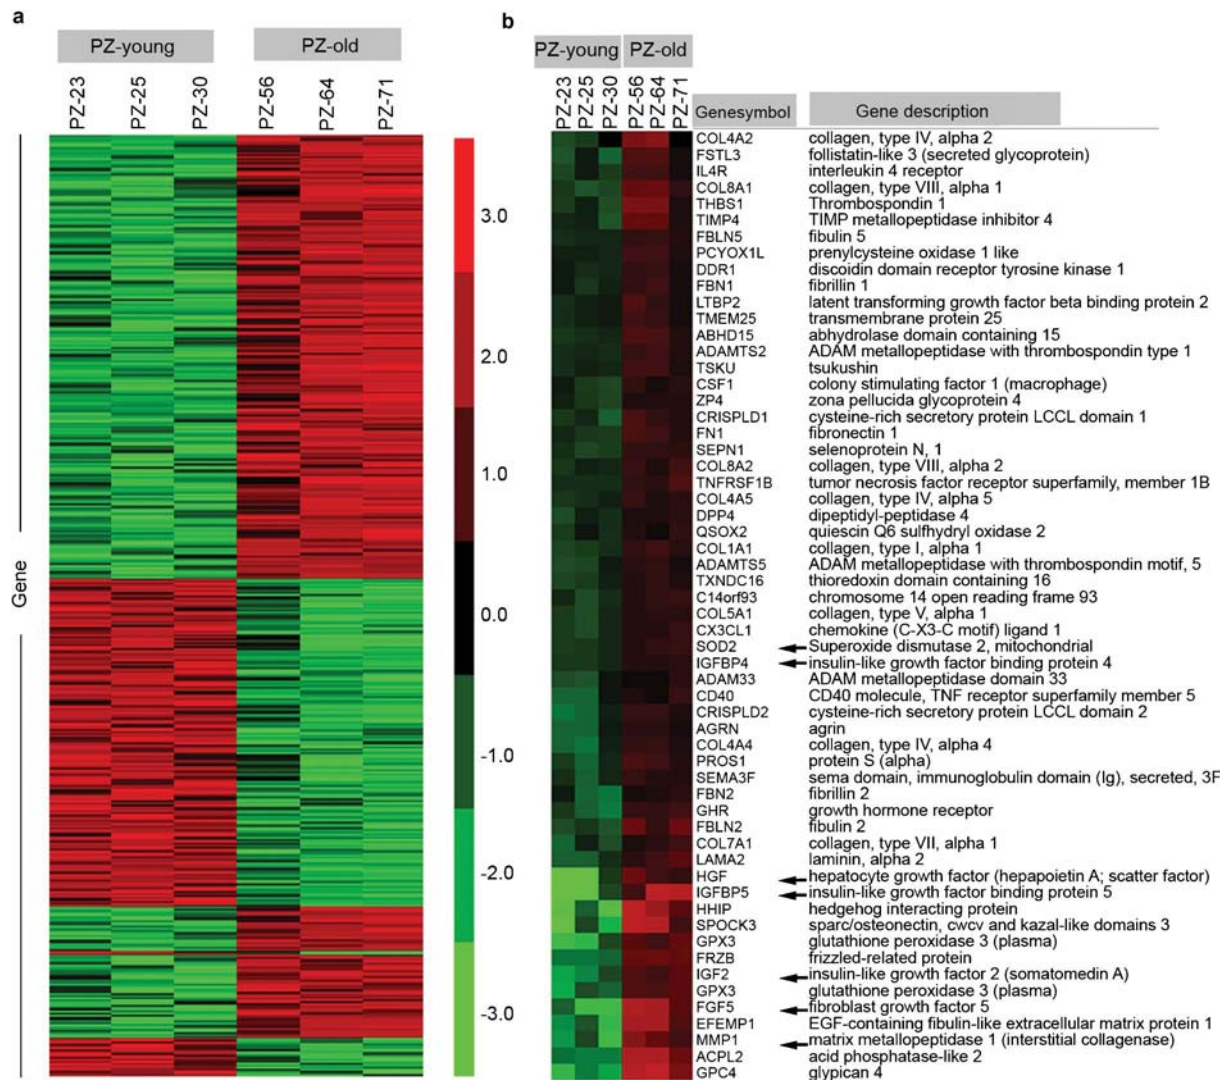 a
PZ-young
PZ-old
PZ-23
PZ-25
PZ-30
PZ-56
PZ-64
PZ-71
Gene
3.0
2.0
1.0
0.0
-1.0
-2.0
-3.0
b
PZ-young
PZ-old
PZ-23
PZ-25
PZ-30
PZ-56
PZ-64
PZ-71
Genesymbol Gene description
COL4A2 collagen, type IV, alpha 2
FSTL3 follistatin-like 3 (secreted glycoprotein)
IL4R interleukin 4 receptor
COL8A1 collagen, type VIII, alpha 1
THBS1 Thrombospondin 1
TIMP4 TIMP metallopeptidase inhibitor 4
FBLN5 fibulin 5
PCYOX1L prenylcysteine oxidase 1 like
DDR1 discoidin domain receptor tyrosine kinase 1
FBN1 fibrillin 1
LTBP2 latent transforming growth factor beta binding protein 2
TMEM25 transmembrane protein 25
ABHD15 abhydrolase domain containing 15
ADAMTS2 ADAM metallopeptidase with thrombospondin type 1
TSKU tsukushin
CSF1 colony stimulating factor 1 (macrophage)
ZP4 zona pellucida glycoprotein 4
CRISPLD1 cysteine-rich secretory protein LCCL domain 1
FN1 fibronectin 1
SEPN1 selenoprotein N, 1
COL8A2 collagen, type VIII, alpha 2
TNFRSF1B tumor necrosis factor receptor superfamily, member 1B
COL4A5 collagen, type IV, alpha 5
DPP4 dipeptidyl-peptidase 4
QSOX2 quiescin Q6 sulfhydryl oxidase 2
COL1A1 collagen, type I, alpha 1
ADAMTS5 ADAM metallopeptidase with thrombospondin motif, 5
TXNDC16 thioredoxin domain containing 16
C14orf93 chromosome 14 open reading frame 93
COL5A1 collagen, type V, alpha 1
CX3CL1 chemokine (C-X3-C motif) ligand 1
SOD2 Superoxide dismutase 2, mitochondrial
IGFBP4 insulin-like growth factor binding protein 4
ADAM33 ADAM metallopeptidase domain 33
CD40 CD40 molecule, TNF receptor superfamily member 5
CRISPLD2 cysteine-rich secretory protein LCCL domain 2
AGRN agrin
COL4A4 collagen, type IV, alpha 4
PROS1 protein S (alpha)
SEMA3F sema domain, immunoglobulin domain (Ig), secreted, 3F
FBN2 fibrillin 2
GHR growth hormone receptor
FBLN2 fibulin 2
COL7A1 collagen, type VII, alpha 1
LAMA2 laminin, alpha 2
HGF hepatocyte growth factor (hepapoietin A; scatter factor)
IGFBP5 insulin-like growth factor binding protein 5
HHIP hedgehog interacting protein
SPOCK3 sparc/osteonectin, cwcv and kazal-like domains 3
GPX3 glutathione peroxidase 3 (plasma)
FRZB frizzled-related protein
IGF2 insulin-like growth factor 2 (somatomedin A)
GPX3 glutathione peroxidase 3 (plasma)
FGF5 fibroblast growth factor 5
EFEMP1 EGF-containing fibulin-like extracellular matrix protein 1
MMP1 matrix metallopeptidase 1 (interstitial collagenase)
ACPL2 acid phosphatase-like 2
GPC4 glypican 4